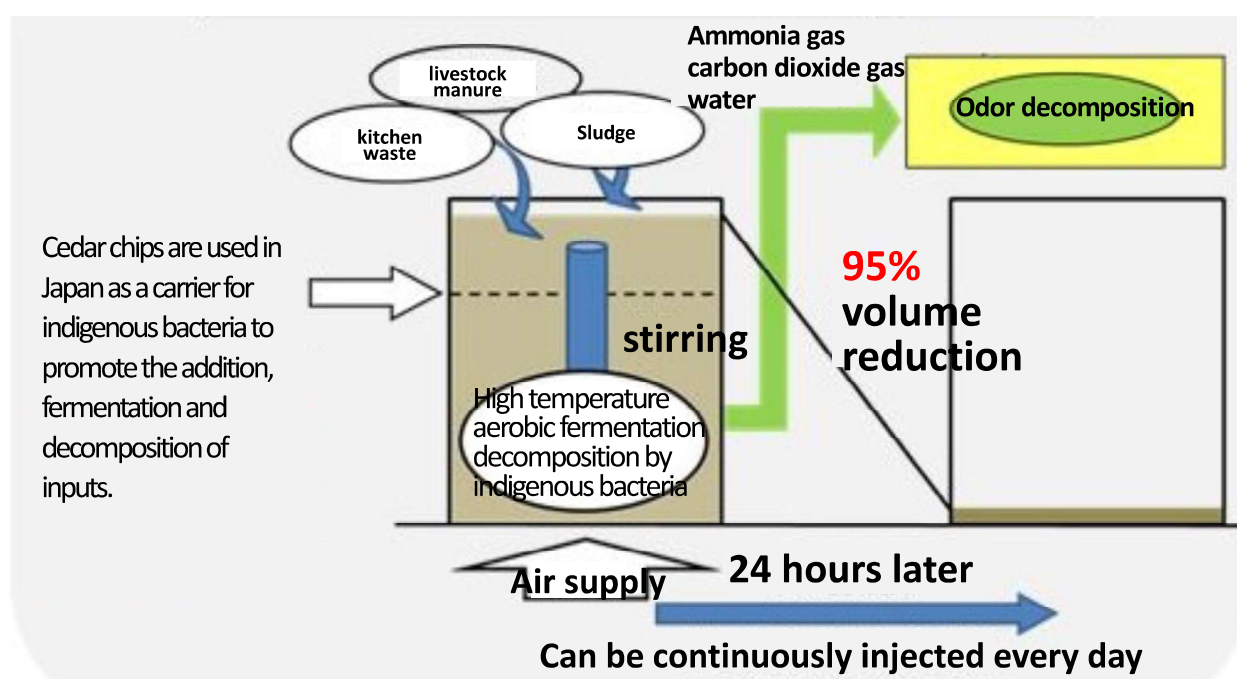 Ammonia gas
carbon dioxide gas
water
Odor decomposition
livestock
manure
kitchen
waste
Sludge
Cedar chips are used in
Japan as a carrier for
indigenous bacteria to
promote the addition,
fermentation and
decomposition of
inputs.
95%
volume
reduction
stirring
High temperature
aerobic fermentation
decomposition by
indigenous bacteria
Air supply
24 hours later
Can be continuously injected every day